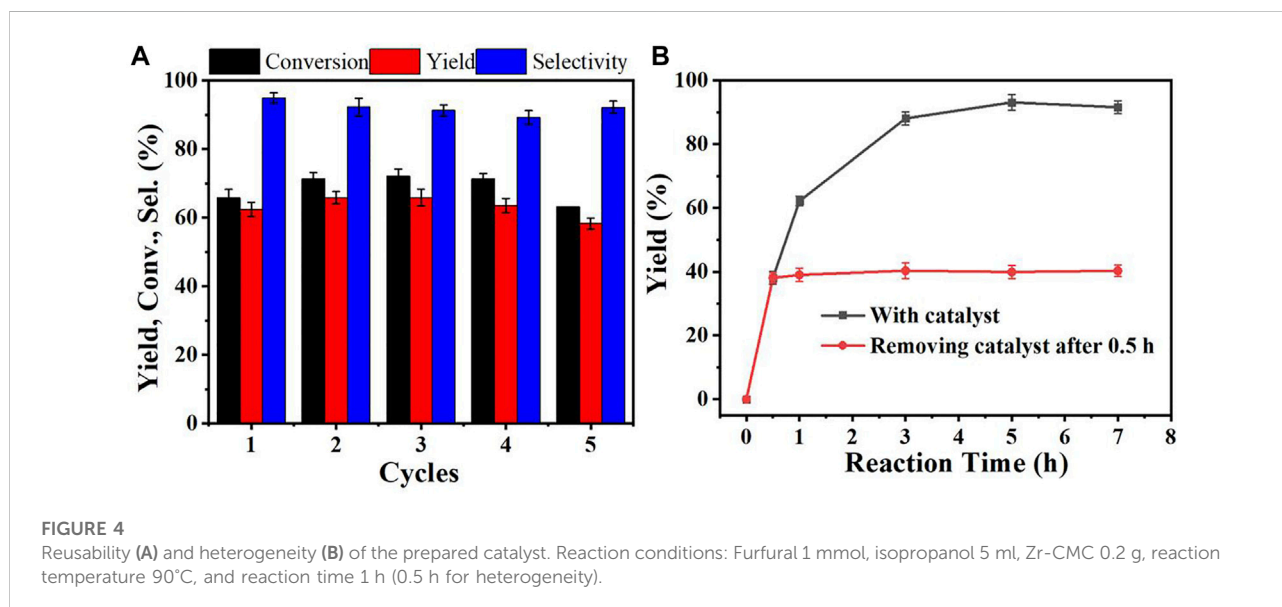 A
Conversion Yield Selectivity
Yield, Conv., Sel. (%)
100
80
60
40
20
0
1 2 3 4 5
Cycles
B
Yield (%)
100
80
60
40
20
0
With catalyst
Removing catalyst after 0.5 h
0 1 2 3 4 5 6 7 8
Reaction Time (h)
FIGURE 4
Reusability (A) and heterogeneity (B) of the prepared catalyst. Reaction conditions: Furfural 1 mmol, isopropanol 5 ml, Zr-CMC 0.2 g, reaction
temperature 90°C, and reaction time 1 h (0.5 h for heterogeneity).